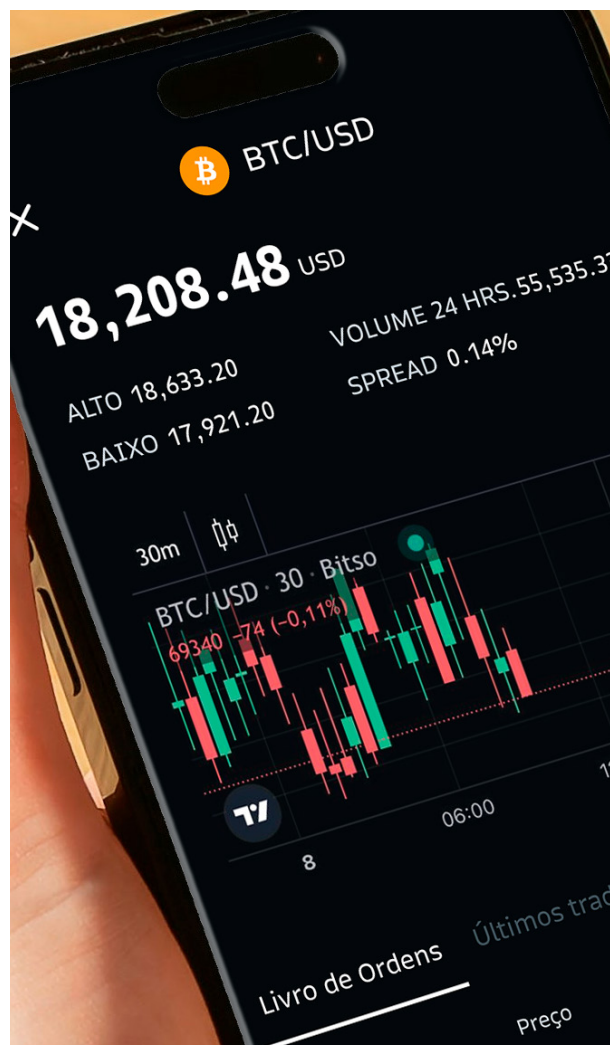 BTC/USD
18,208.48 USD
ALTO 18,633.20
BAIXO 17,921.20
VOLUME 24 HRS.55,535.3
SPREAD 0.14%
30m
BTC/USD · 30 · Bitso
69340 −74 (−0,11%)
8
06:00
Livro de Ordens
Últimos trad
Preço